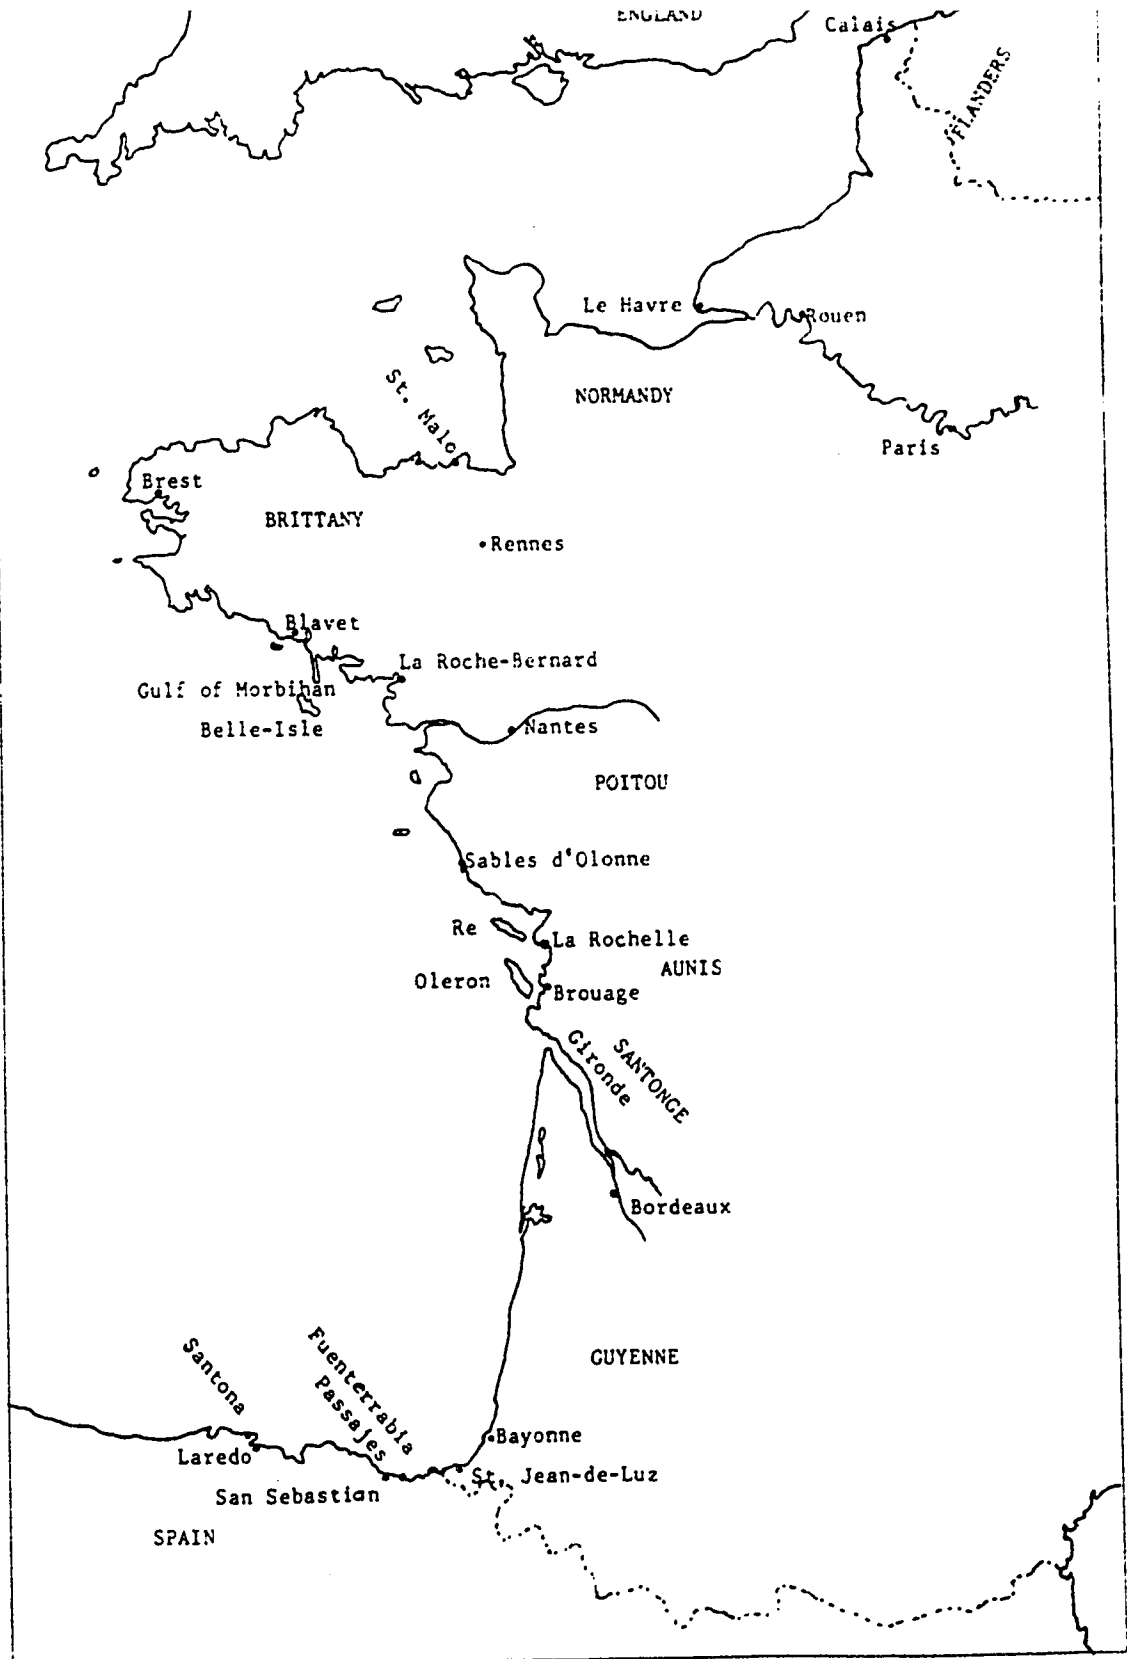 ENGLAND
Calais
FLANDERS
Le Havre
Rouen
St. Malo
NORMANDY
Paris
Brest
BRITTANY
Rennes
Blavet
La Roche-Bernard
Gulf of Morbihan
Belle-Isle
Nantes
POITOU
Sables d'Olonne
Re
La Rochelle
AUNIS
Oleron
Brouage
Gironde
SANTONGE
Bordeaux
Santona
Fuenterrabia
Passajes
GUYENNE
Bayonne
Laredo
St. Jean-de-Luz
San Sebastian
SPAIN